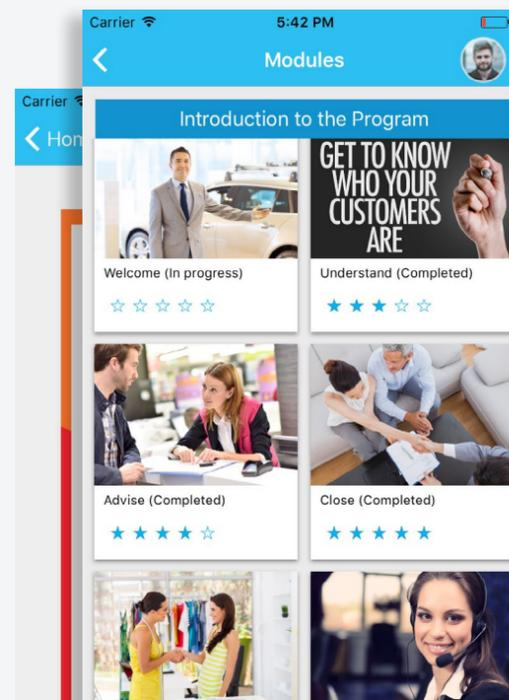 Carrier
5:42 PM
Modules
Carrier
Introduction to the Program
GET TO KNOW
WHO YOUR
CUSTOMERS
ARE
Welcome (In progress)
Understand (Completed)
Advise (Completed)
Close (Completed)